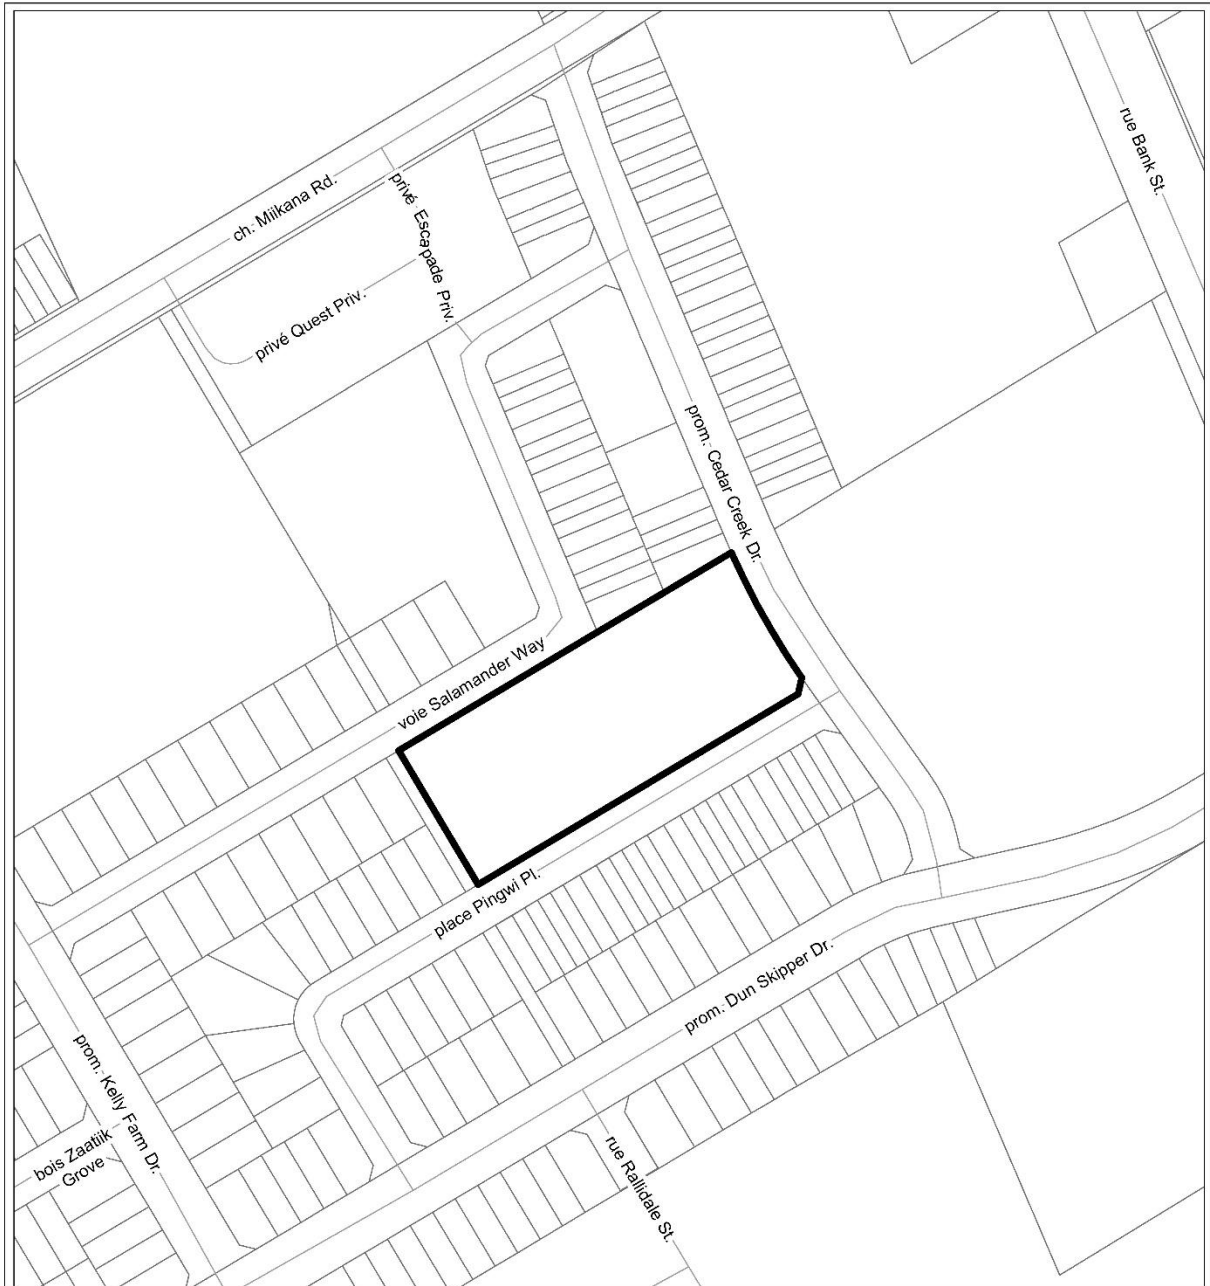 rue Bank St.
ch. Miikana Rd.
privé Escapade Priv.
privé Quest Priv.
prom. Cedar Creek Dr.
voie Salamander Way
place Pingwi Pl.
prom. Dun Skipper Dr.
prom. Kelly Farm Dr.
bois Zaatiik
Grove
rue Rallidale St.